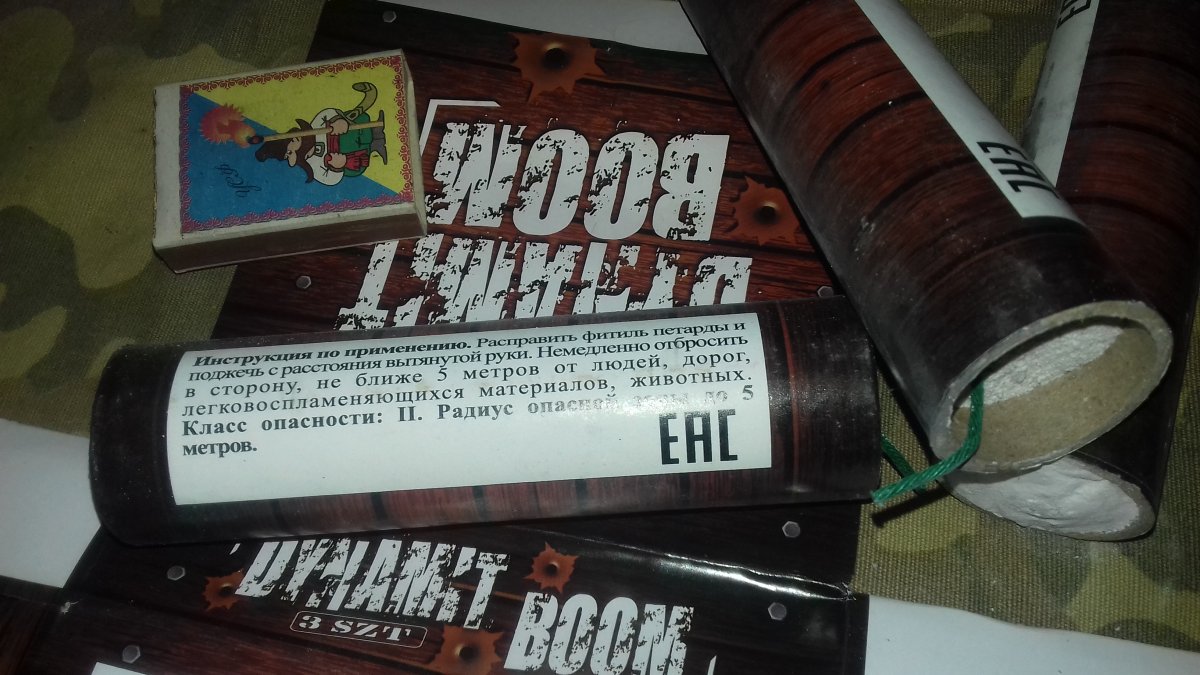 BOOM
DYNAMIT
Инструкция по применению. Расправить фитиль петарды и
поджечь с расстояния вытянутой руки. Немедленно отбросить
в сторону, не ближе 5 метров от людей, дорог,
легковоспламеняющихся материалов, животных.
Класс опасности: II. Радиус опасной зоны до 5
метров.
EAC
DYNAMIT
3 SZT
BOOM